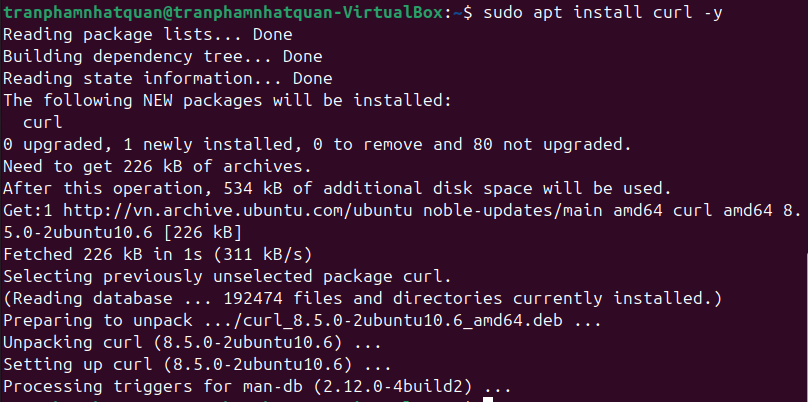 tranphamnhatquan@tranphamnhatquan-VirtualBox:~$ sudo apt install curl -y
Reading package lists... Done
Building dependency tree... Done
Reading state information... Done
The following NEW packages will be installed:
  curl
0 upgraded, 1 newly installed, 0 to remove and 80 not upgraded.
Need to get 226 kB of archives.
After this operation, 534 kB of additional disk space will be used.
Get:1 http://vn.archive.ubuntu.com/ubuntu noble-updates/main amd64 curl amd64 8.
5.0-2ubuntu10.6 [226 kB]
Fetched 226 kB in 1s (311 kB/s)
Selecting previously unselected package curl.
(Reading database ... 192474 files and directories currently installed.)
Preparing to unpack .../curl_8.5.0-2ubuntu10.6_amd64.deb ...
Unpacking curl (8.5.0-2ubuntu10.6) ...
Setting up curl (8.5.0-2ubuntu10.6) ...
Processing triggers for man-db (2.12.0-4build2) ...